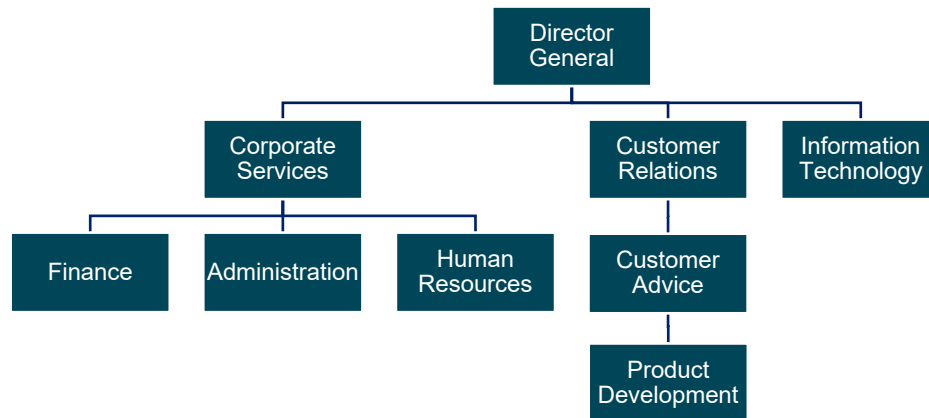 Director
General
Corporate
Services
Customer
Relations
Information
Technology
Finance
Administration
Human
Resources
Customer
Advice
Product
Development